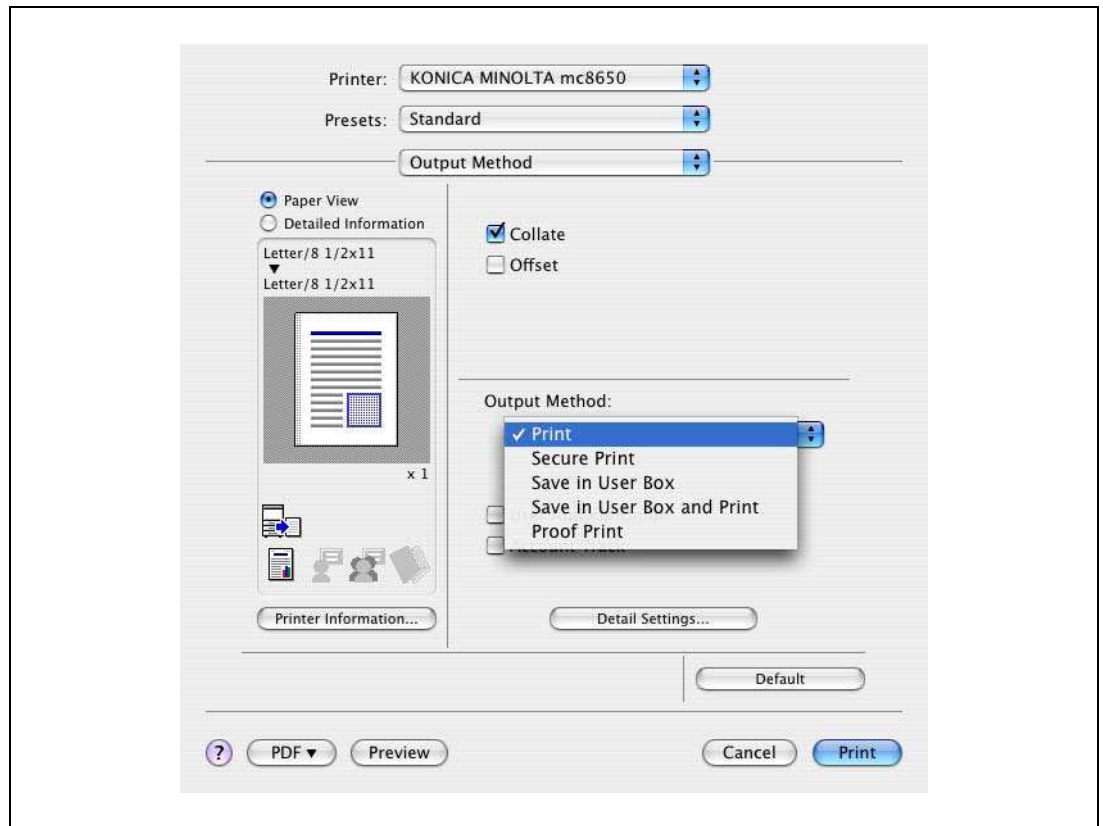 Printer: KONICA MINOLTA mc8650
Presets: Standard
Output Method
Paper View
Detailed Information
Letter/8 1/2x11
Letter/8 1/2x11
x 1
Printer Information...
Collate
Offset
Output Method:
✓ Print
Secure Print
Save in User Box
Save in User Box and Print
Proof Print
Detail Settings...
Default
? PDF▼ Preview Cancel Print